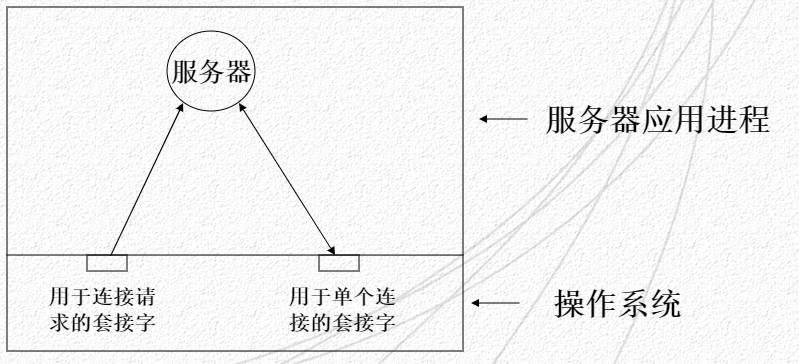 服务器
服务器应用进程
用于连接请
求的套接字
用于单个连
接的套接字
操作系统